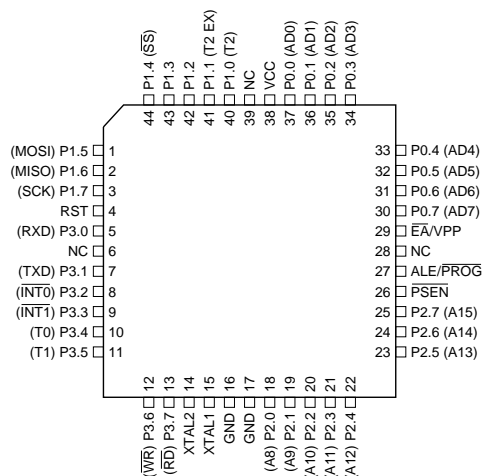 P1.4 (SS)
P1.3
P1.2
P1.1 (T2 EX)
P1.0 (T2)
NC
VCC
P0.0 (AD0)
P0.1 (AD1)
P0.2 (AD2)
P0.3 (AD3)
44
43
42
41
40
39
38
37
36
35
34
(MOSI) P1.5 1
(MISO) P1.6 2
(SCK) P1.7 3
RST 4
(RXD) P3.0 5
NC 6
(TXD) P3.1 7
(INT0) P3.2 8
(INT1) P3.3 9
(T0) P3.4 10
(T1) P3.5 11
33 P0.4 (AD4)
32 P0.5 (AD5)
31 P0.6 (AD6)
30 P0.7 (AD7)
29 EA/VPP
28 NC
27 ALE/PROG
26 PSEN
25 P2.7 (A15)
24 P2.6 (A14)
23 P2.5 (A13)
12
13
14
15
16
17
18
19
20
21
22
(WR) P3.6
(RD) P3.7
XTAL2
XTAL1
GND
GND
(A8) P2.0
(A9) P2.1
(A10) P2.2
(A11) P2.3
(A12) P2.4